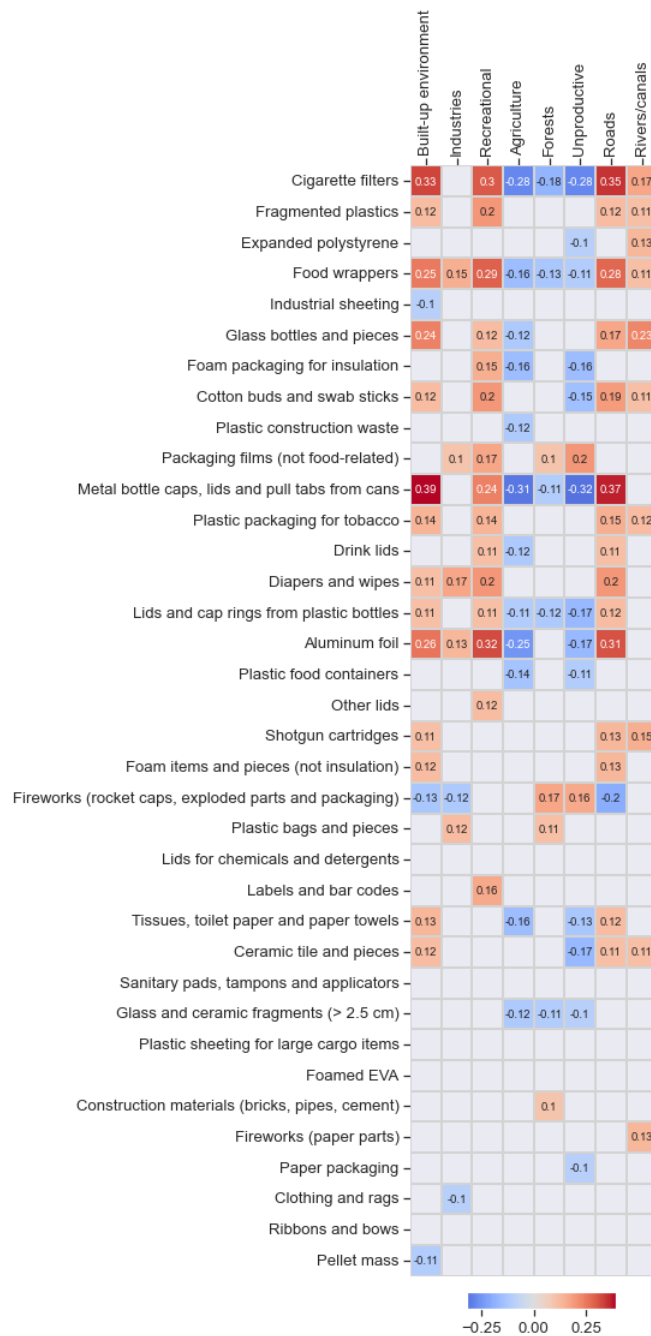 Built-up environment
Industries
Recreational
Agriculture
Forests
Unproductive
Roads
Rivers/canals
Cigarette filters 0.33 0.3 -0.28 -0.18 -0.28 0.35 0.17
Fragmented plastics 0.12 0.2 0.12 0.11
Expanded polystyrene -0.1 0.13
Food wrappers 0.25 0.15 0.29 -0.16 -0.13 -0.11 0.28 0.11
Industrial sheeting -0.1
Glass bottles and pieces 0.24 0.12 -0.12 0.17 0.23
Foam packaging for insulation 0.15 -0.16 -0.16
Cotton buds and swab sticks 0.12 0.2 -0.15 0.19 0.11
Plastic construction waste -0.12
Packaging films (not food-related) 0.1 0.17 0.1 0.2
Metal bottle caps, lids and pull tabs from cans 0.39 0.24 -0.31 -0.11 -0.32 0.37
Plastic packaging for tobacco 0.14 0.14 0.15 0.12
Drink lids 0.11 -0.12 0.11
Diapers and wipes 0.11 0.17 0.2 0.2
Lids and cap rings from plastic bottles 0.11 0.11 -0.11 -0.12 -0.17 0.12
Aluminum foil 0.26 0.13 0.32 -0.25 -0.17 0.31
Plastic food containers -0.14 -0.11
Other lids 0.12
Shotgun cartridges 0.11 0.13 0.15
Foam items and pieces (not insulation) 0.12 0.13
Fireworks (rocket caps, exploded parts and packaging) -0.13 -0.12 0.17 0.16 -0.2
Plastic bags and pieces 0.12 0.11
Lids for chemicals and detergents
Labels and bar codes 0.16
Tissues, toilet paper and paper towels 0.13 -0.16 -0.13 0.12
Ceramic tile and pieces 0.12 -0.17 0.11 0.11
Sanitary pads, tampons and applicators
Glass and ceramic fragments (> 2.5 cm) -0.12 -0.11 -0.1
Plastic sheeting for large cargo items
Foamed EVA
Construction materials (bricks, pipes, cement) 0.1
Fireworks (paper parts) 0.13
Paper packaging -0.1
Clothing and rags -0.1
Ribbons and bows
Pellet mass -0.11
−0.25 0.00 0.25